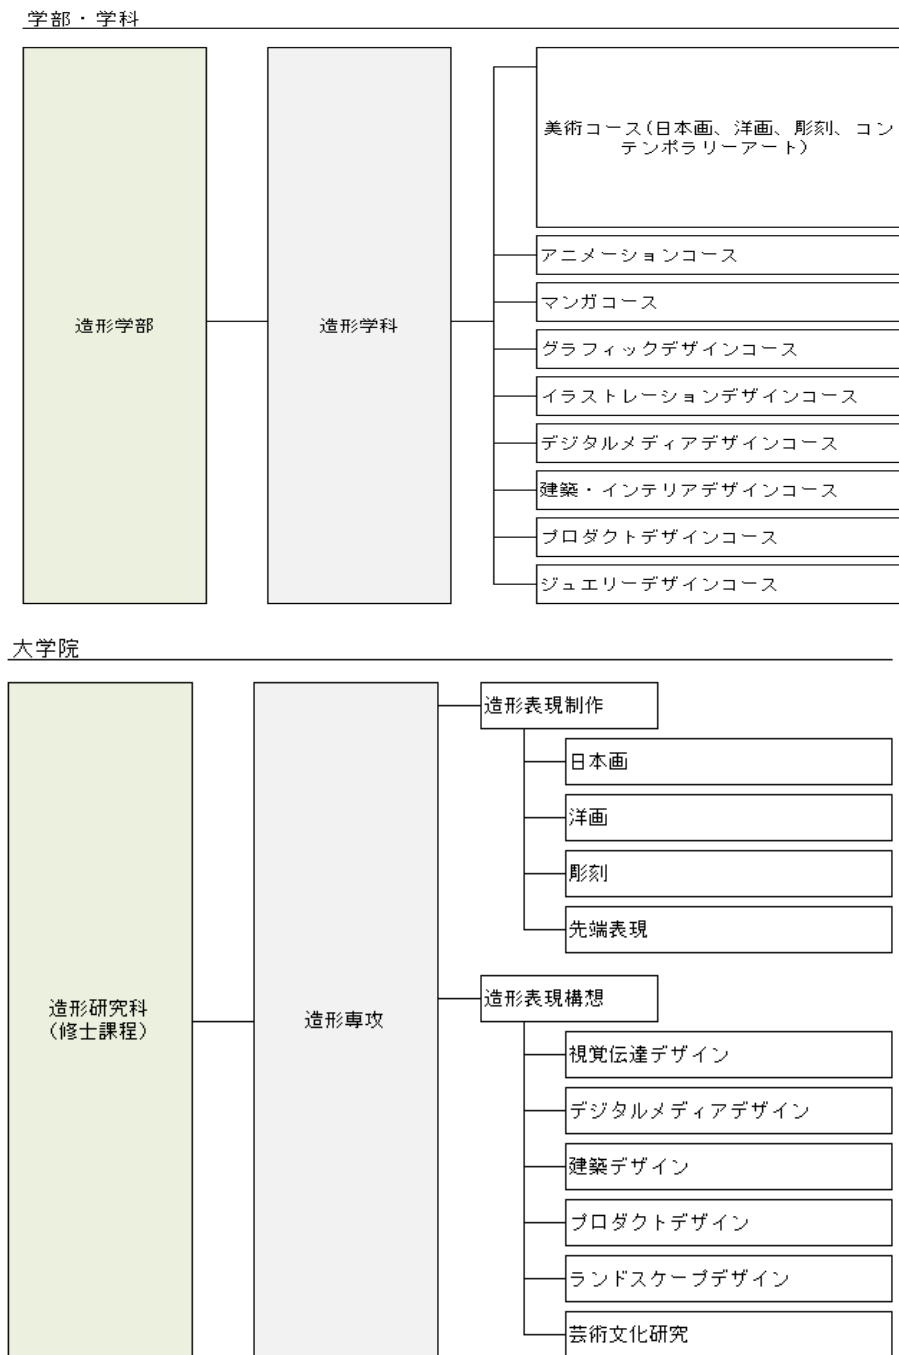 学部・学科
造形学部
造形学科
美術コース(日本画、洋画、彫刻、コン
テンポラリーアート)
アニメーションコース
マンガコース
グラフィックデザインコース
イラストレーションデザインコース
デジタルメディアデザインコース
建築・インテリアデザインコース
プロダクトデザインコース
ジュエリーデザインコース
大学院
造形研究科
(修士課程)
造形専攻
造形表現制作
日本画
洋画
彫刻
先端表現
造形表現構想
視覚伝達デザイン
デジタルメディアデザイン
建築デザイン
プロダクトデザイン
ランドスケープデザイン
芸術文化研究